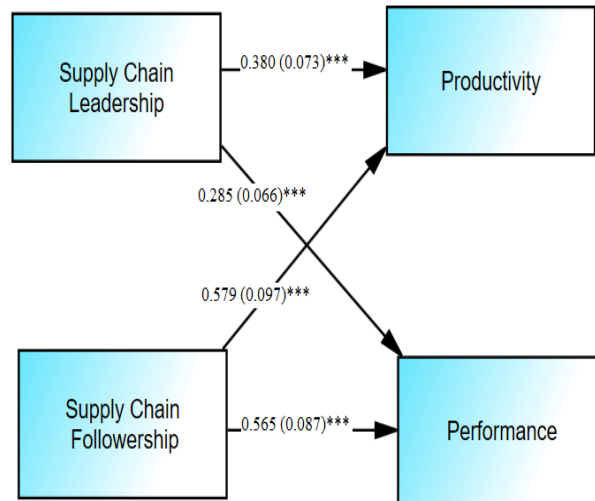 Supply Chain
Leadership
0.380 (0.073)***
Productivity
0.285 (0.066)***
0.579 (0.097)***
Supply Chain
Followership
0.565 (0.087)***
Performance